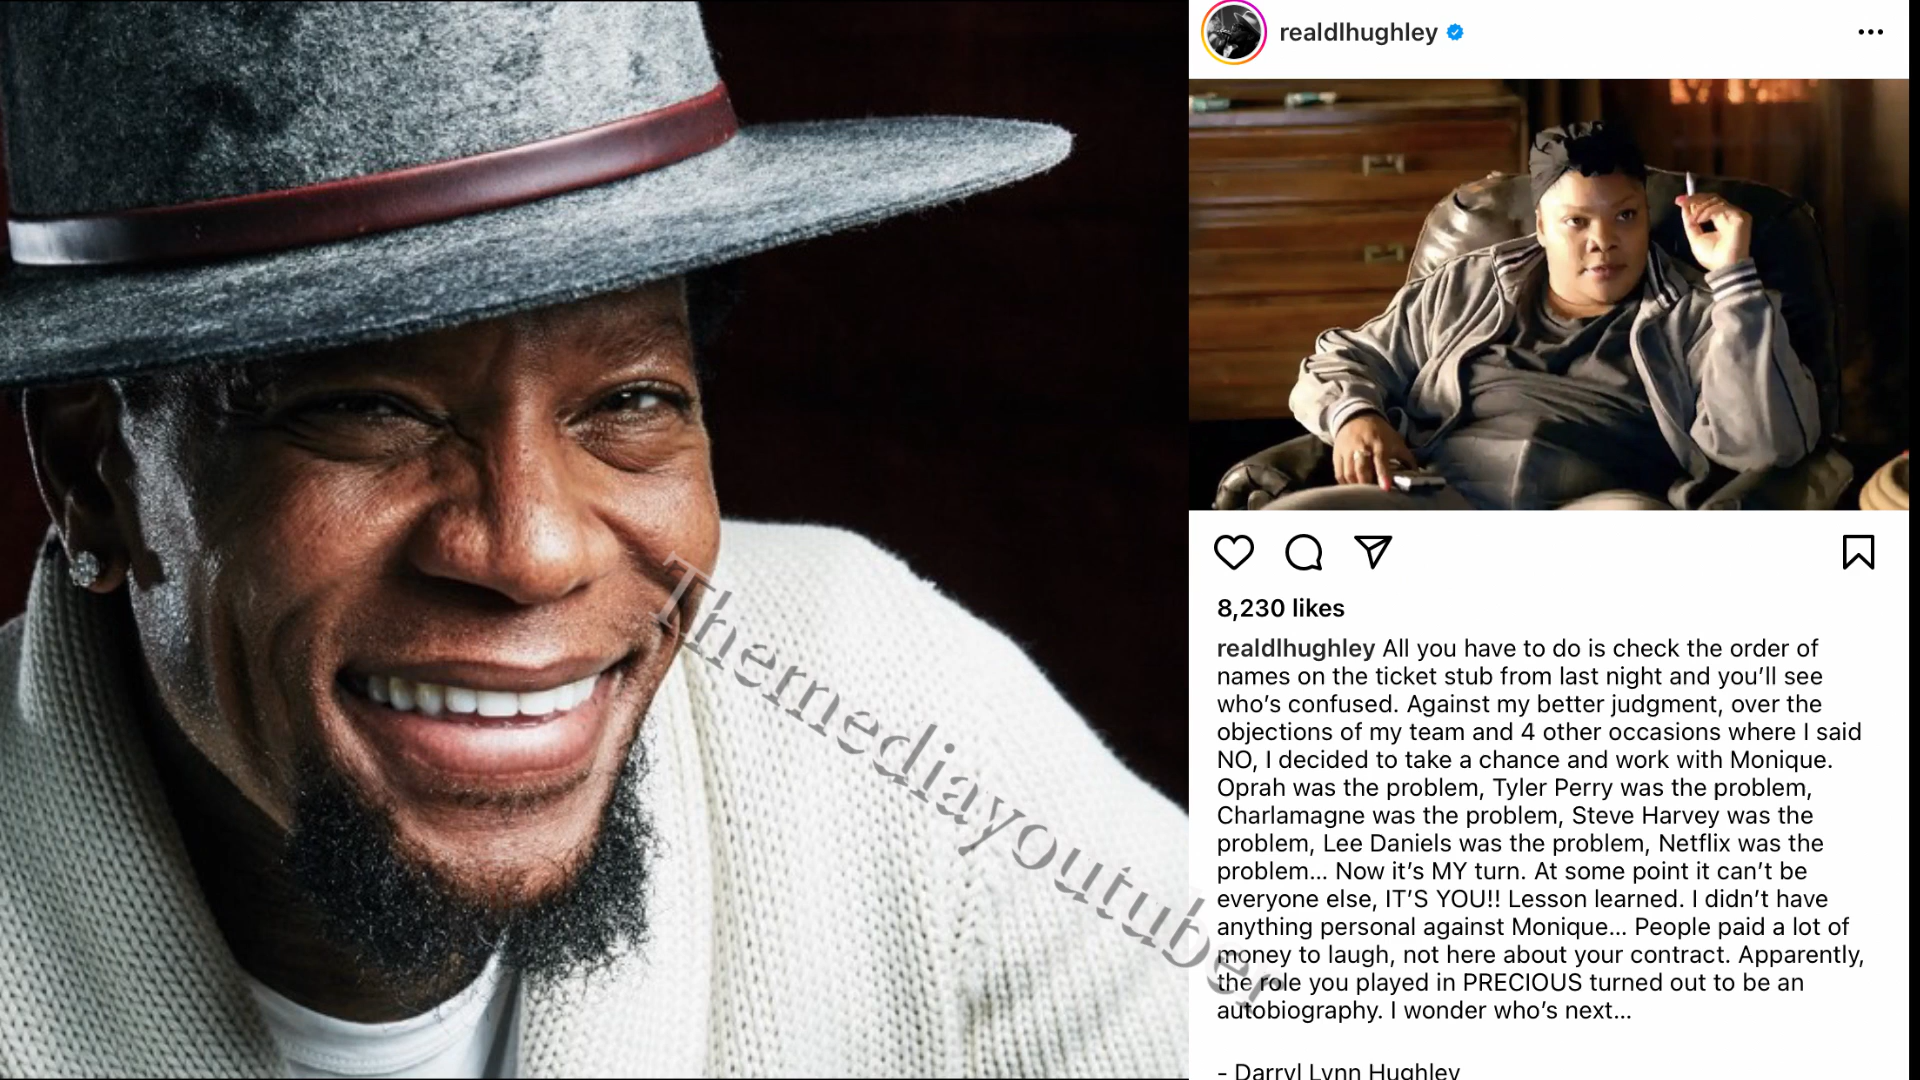 realdlhughley
8,230 likes
realdlhughley All you have to do is check the order of
names on the ticket stub from last night and you’ll see
who’s confused. Against my better judgment, over the
objections of my team and 4 other occasions where I said
NO, I decided to take a chance and work with Monique.
Oprah was the problem, Tyler Perry was the problem,
Charlamagne was the problem, Steve Harvey was the
problem, Lee Daniels was the problem, Netflix was the
problem... Now it’s MY turn. At some point it can’t be
everyone else, IT’S YOU!! Lesson learned. I didn’t have
anything personal against Monique... People paid a lot of
money to laugh, not here about your contract. Apparently,
the role you played in PRECIOUS turned out to be an
autobiography. I wonder who’s next...
- Darryl Lynn Hughley
Themediayoutuber